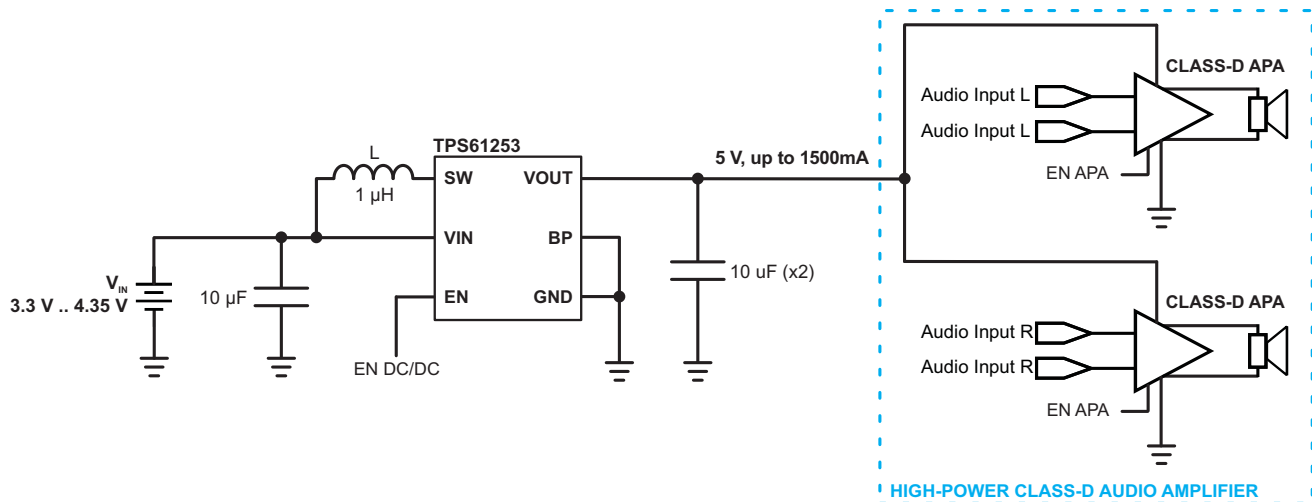 CLASS-D APA
Audio Input L
Audio Input L
EN APA
TPS61253
L
1 µH
SW
VOUT
5 V, up to 1500mA
VIN
BP
EN
GND
VIN
3.3 V .. 4.35 V
10 µF
10 uF (x2)
EN DC/DC
CLASS-D APA
Audio Input R
Audio Input R
EN APA
HIGH-POWER CLASS-D AUDIO AMPLIFIER